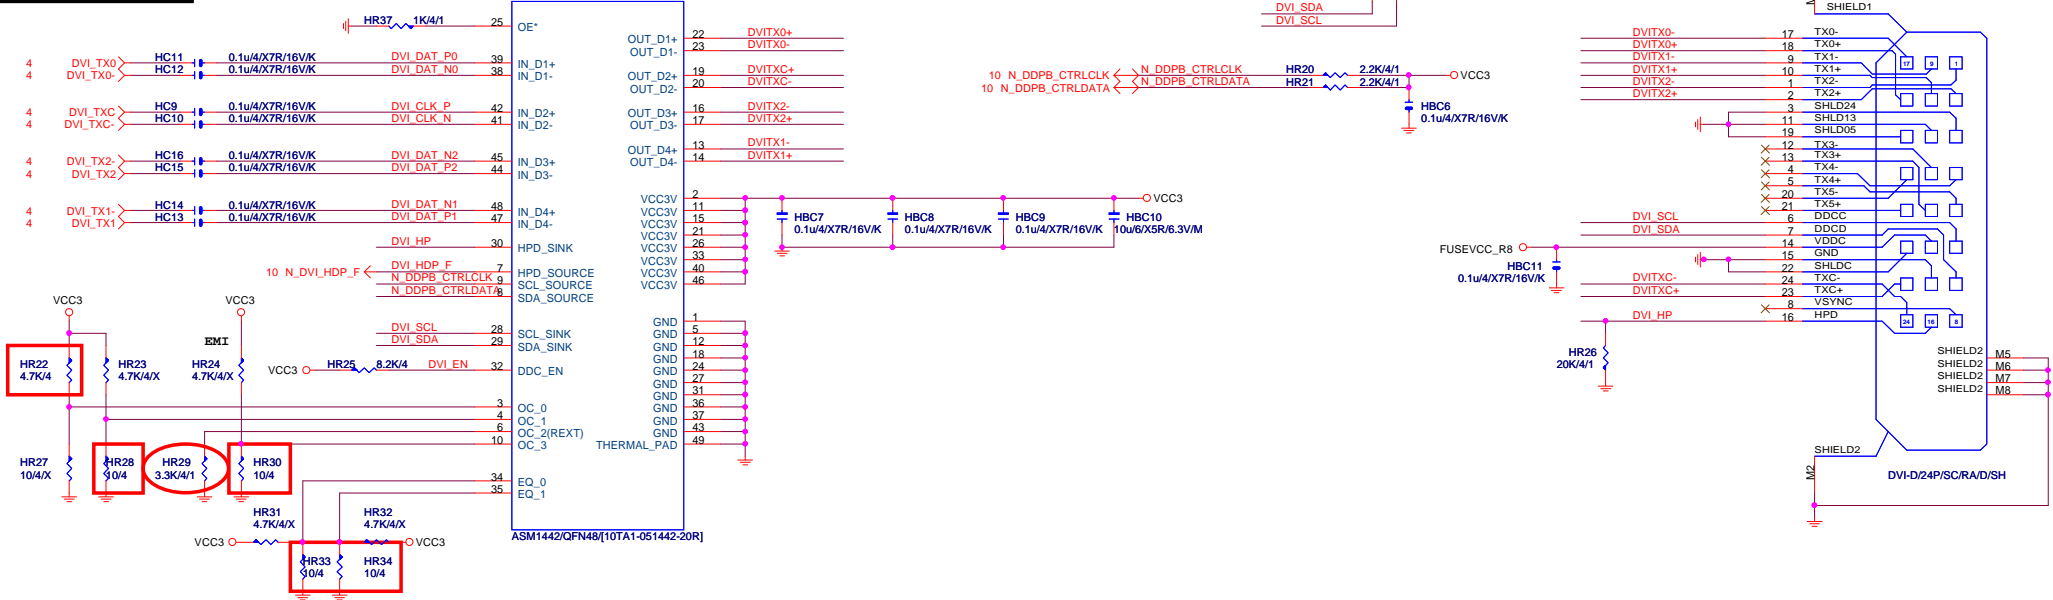 HR37 1K/4/1 25 OE*
4 DVI_TX0 HC11 0.1u/4/X7R/16V/K DVI_DAT_P0 39 IN_D1+
4 DVI_TX0- HC12 0.1u/4/X7R/16V/K DVI_DAT_N0 38 IN_D1-
4 DVI_TXC HC9 0.1u/4/X7R/16V/K DVI_CLK_P 42 IN_D2+
4 DVI_TXC- HC10 0.1u/4/X7R/16V/K DVI_CLK_N 41 IN_D2-
4 DVI_TX2- HC16 0.1u/4/X7R/16V/K DVI_DAT_N2 45 IN_D3+
4 DVI_TX2 HC15 0.1u/4/X7R/16V/K DVI_DAT_P2 44 IN_D3-
4 DVI_TX1- HC14 0.1u/4/X7R/16V/K DVI_DAT_N1 48 IN_D4+
4 DVI_TX1 HC13 0.1u/4/X7R/16V/K DVI_DAT_P1 47 IN_D4-
DVI_HP 30 HPD_SINK
10 N_DVI_HDP_F DVI_HDP_F 7 HPD_SOURCE
N_DDPB_CTRLCLK 9 SCL_SOURCE
N_DDPB_CTRLDATA 8 SDA_SOURCE
DVI_SCL 28 SCL_SINK
DVI_SDA 29 SDA_SINK
VCC3 HR25 8.2K/4 DVI_EN 32 DDC_EN
3 OC_0
4 OC_1
6 OC_2(REXT)
10 OC_3
34 EQ_0
35 EQ_1
VCC3 VCC3
EMI
HR22 HR23 HR24
4.7K/4 4.7K/4/X 4.7K/4/X
HR27 HR28 HR29 HR30
10/4/X 10/4 3.3K/4/1 10/4
HR31 HR32
4.7K/4/X 4.7K/4/X
VCC3 VCC3
HR33 HR34
10/4 10/4
OUT_D1+ 22 DVITX0+
OUT_D1- 23 DVITX0-
OUT_D2+ 19 DVITXC+
OUT_D2- 20 DVITXC-
OUT_D3+ 16 DVITX2-
OUT_D3- 17 DVITX2+
OUT_D4+ 13 DVITX1-
OUT_D4- 14 DVITX1+
VCC3V 2 VCC3
VCC3V 11
VCC3V 15
VCC3V 21
VCC3V 26
VCC3V 33
VCC3V 40
VCC3V 46
GND 1
GND 5
GND 12
GND 18
GND 24
GND 27
GND 31
GND 36
GND 37
GND 43
THERMAL_PAD 49
ASM1442/QFN48/[10TA1-051442-20R]
HBC7 HBC8 HBC9 HBC10
0.1u/4/X7R/16V/K 0.1u/4/X7R/16V/K 0.1u/4/X7R/16V/K 10u/6/X5R/6.3V/M
DVI_SDA
DVI_SCL
10 N_DDPB_CTRLCLK N_DDPB_CTRLCLK HR20 2.2K/4/1 VCC3
10 N_DDPB_CTRLDATA N_DDPB_CTRLDATA HR21 2.2K/4/1
HBC6
0.1u/4/X7R/16V/K
SHIELD1
DVITX0- 17 TX0-
DVITX0+ 18 TX0+
DVITX1- 9 TX1-
DVITX1+ 10 TX1+
DVITX2- 1 TX2-
DVITX2+ 2 TX2+
3 SHLD24
11 SHLD13
19 SHLD05
12 TX3-
13 TX3+
4 TX4-
5 TX4+
20 TX5-
21 TX5+
DVI_SCL 6 DDCC
DVI_SDA 7 DDCD
FUSEVCC_R8 14 VDDC
15 GND
22 SHLDC
HBC11
0.1u/4/X7R/16V/K
DVITXC- 24 TXC-
DVITXC+ 23 TXC+
8 VSYNC
DVI_HP 16 HPD
HR26
20K/4/1
17 9 1
24 16 8
SHIELD2 M5
SHIELD2 M6
SHIELD2 M7
SHIELD2 M8
SHIELD2
M2
DVI-D/24P/SC/RA/D/SH